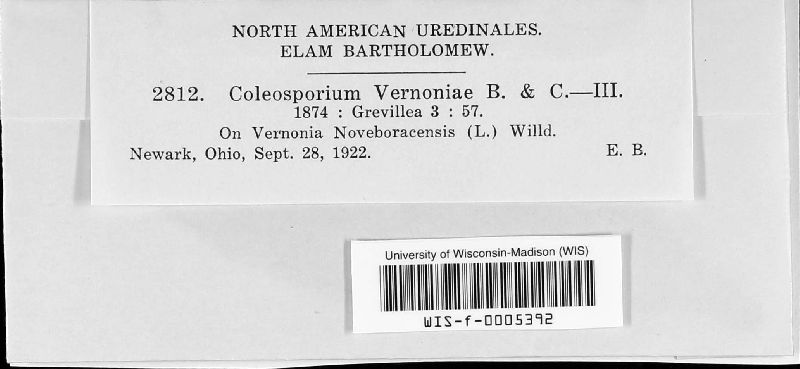 NORTH AMERICAN UREDINALES.
ELAM BARTHOLOMEW.
2812. Coleosporium Vernoniae B. & C.—III.
1874 : Grevillea 3 : 57.
On Vernonia Noveboracensis (L.) Willd.
Newark, Ohio, Sept. 28, 1922. E. B.
University of Wisconsin-Madison (WIS)
WIS-f-0005392